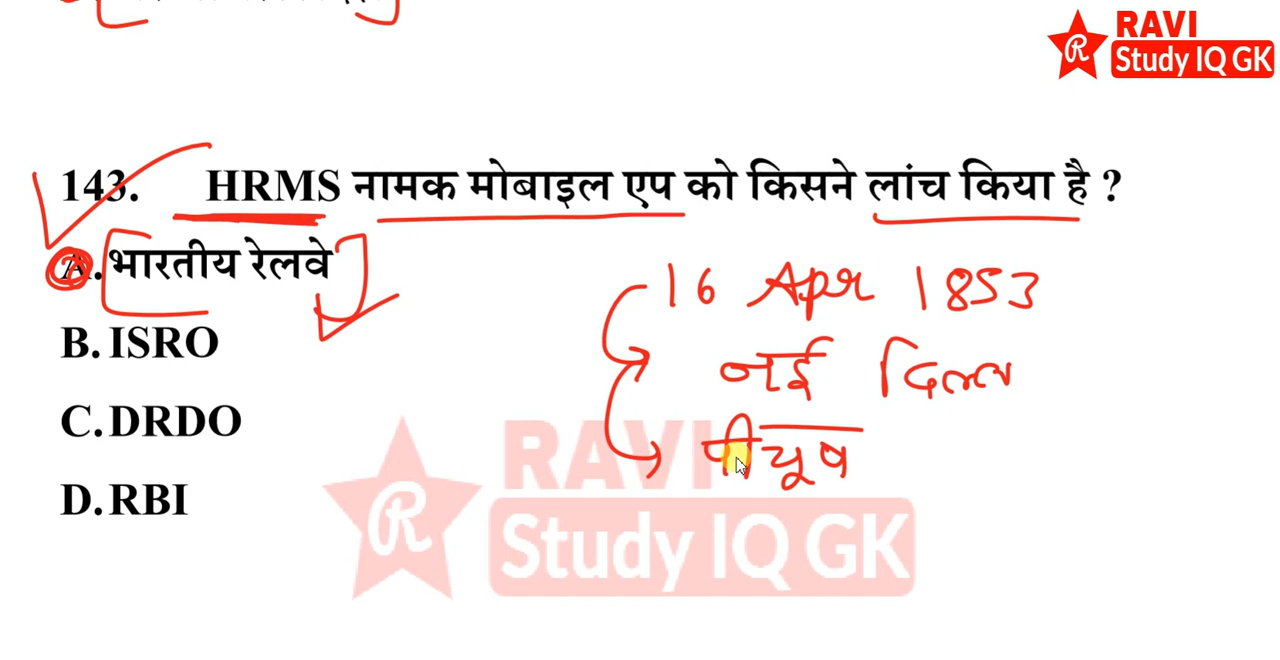 RAVI
Study IQ GK
143. HRMS नामक मोबाइल एप को किसने लांच किया है ?
A. भारतीय रेलवे
16 Apr 1853
B. ISRO
नई दिल्ल
C. DRDO
पीयूष
D. RBI
RAVI
Study IQ GK